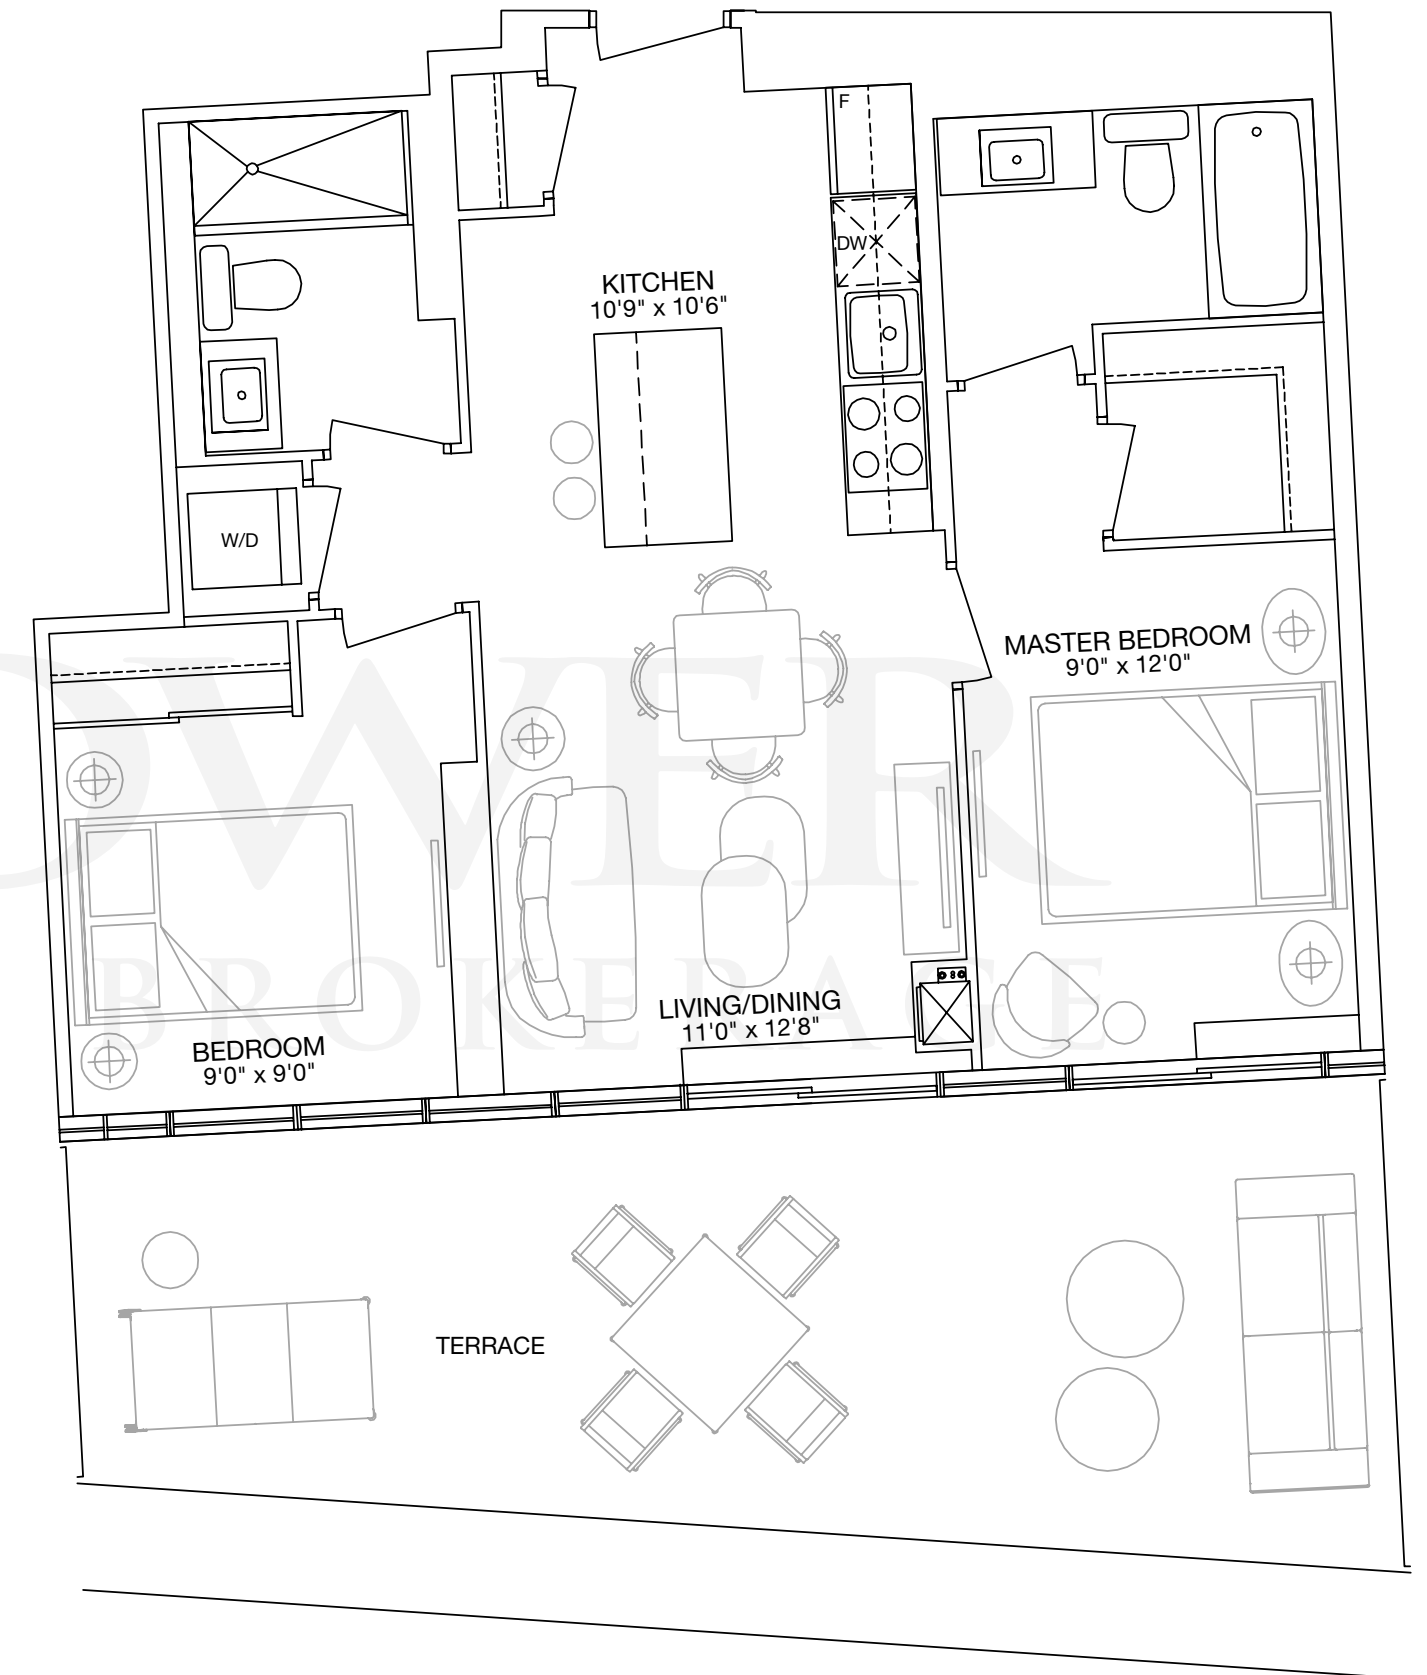 F
DW
KITCHEN
10'9" x 10'6"
W/D
MASTER BEDROOM
9'0" x 12'0"
OWER
BROKERAGE
LIVING/DINING
11'0" x 12'8"
BEDROOM
9'0" x 9'0"
TERRACE